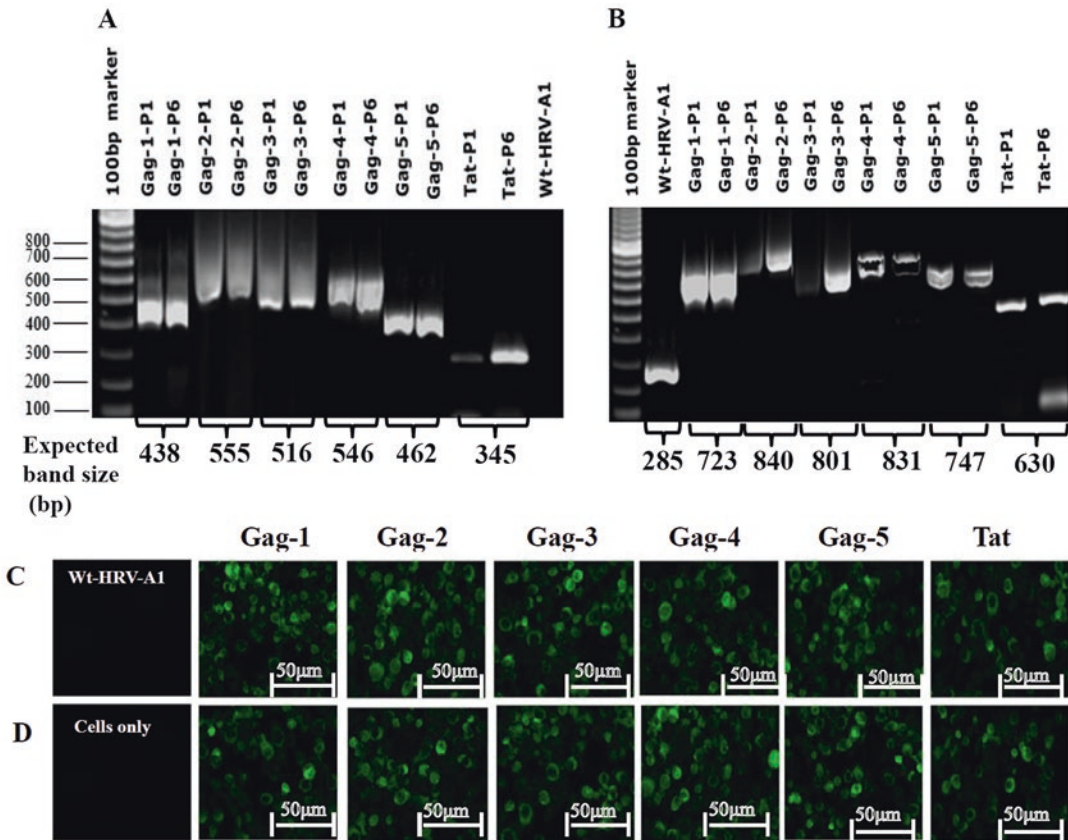 A
100bp marker
Gag-1-P1
Gag-1-P6
Gag-2-P1
Gag-2-P6
Gag-3-P1
Gag-3-P6
Gag-4-P1
Gag-4-P6
Gag-5-P1
Gag-5-P6
Tat-P1
Tat-P6
Wt-HRV-A1
800
700
600
500
400
300
200
100
Expected
band size
(bp)
438
555
516
546
462
345
B
100bp marker
Wt-HRV-A1
Gag-1-P1
Gag-1-P6
Gag-2-P1
Gag-2-P6
Gag-3-P1
Gag-3-P6
Gag-4-P1
Gag-4-P6
Gag-5-P1
Gag-5-P6
Tat-P1
Tat-P6
285
723
840
801
831
747
630
Gag-1
Gag-2
Gag-3
Gag-4
Gag-5
Tat
C
Wt-HRV-A1
50µm
50µm
50µm
50µm
50µm
50µm
D
Cells only
50µm
50µm
50µm
50µm
50µm
50µm